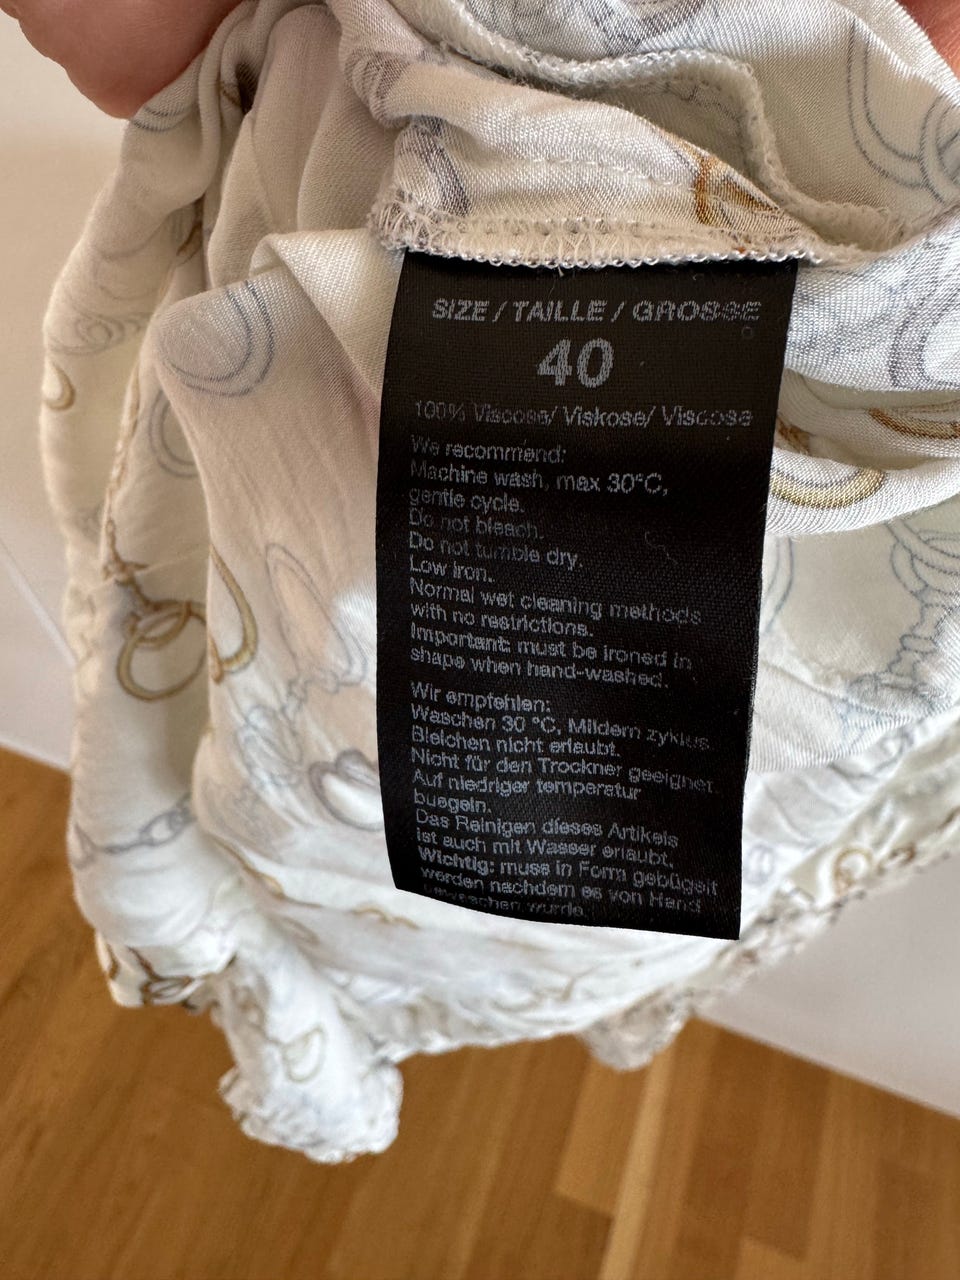 SIZE / TAILLE / GROSSE
40
100% Viscose/ Viskose/ Viscose
We recommend:
Machine wash, max 30°C,
gentle cycle.
Do not bleach.
Do not tumble dry.
Low iron.
Normal wet cleaning methods
with no restrictions.
Important: must be ironed in
shape when hand-washed.
Wir empfehlen:
Waschen 30 °C, Mildem zyklus
Bleichen nicht erlaubt.
Nicht für den Trockner geeignet.
Auf niedriger temperatur
buegeln.
Das Reinigen dieses Artikels
ist auch mit Wasser erlaubt.
Wichtig: muss in Form gebügelt
werden nachdem es von Hand
wurde.